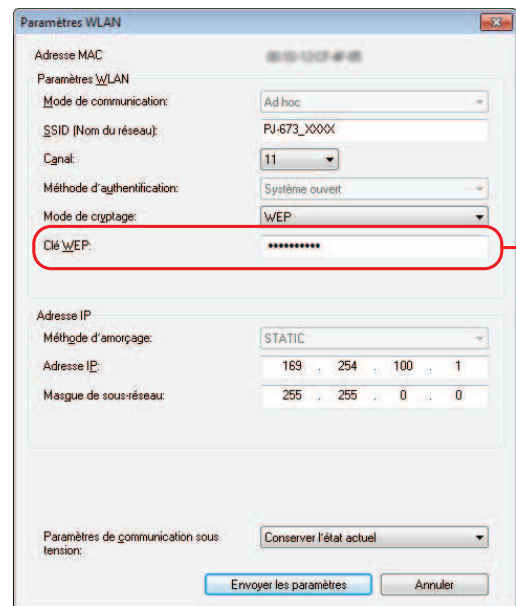 Paramètres WLAN
Adresse MAC
Paramètres WLAN
Mode de communication: Ad hoc
SSID (Nom du réseau): PJ-673_XXXX
Canal: 11
Méthode d'authentification: Système ouvert
Mode de cryptage: WEP
Clé WEP: ••••••••••
Adresse IP
Méthode d'amorçage: STATIC
Adresse IP: 169 . 254 . 100 . 1
Masque de sous-réseau: 255 . 255 . 0 . 0
Paramètres de communication sous tension: Conserver l'état actuel
Envoyer les paramètres Annuler